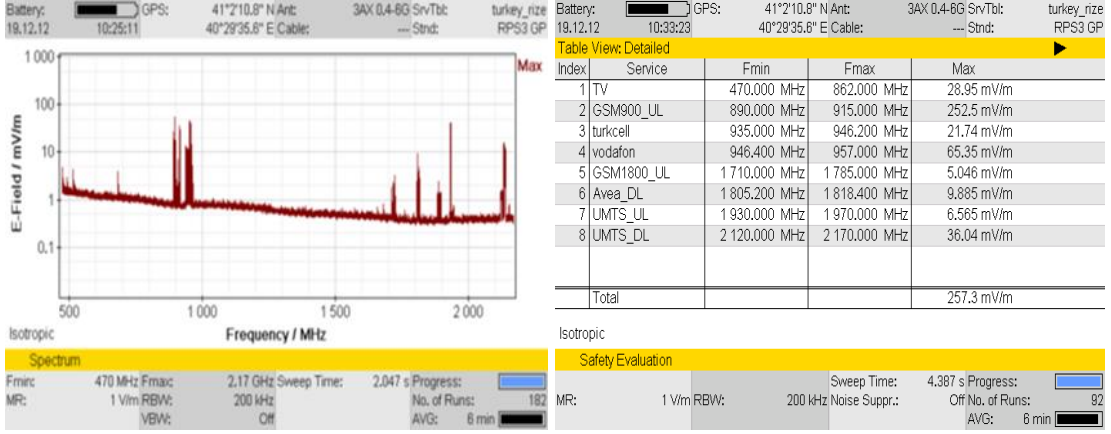 Battery: GPS: 41°2'10.8" N Ant: 3AX 0.4-6G SrvTbl: turkey_rize
19.12.12 10:25:11 40°29'35.6" E Cable: --- Stnd: RPS3 GP
Max
1 000
100
10
1
0.1
E-Field / mV/m
500 1 000 1 500 2 000
Isotropic Frequency / MHz
Spectrum
Fmin: 470 MHz Fmax: 2.17 GHz Sweep Time: 2.047 s Progress:
MR: 1 V/m RBW: 200 kHz No. of Runs: 182
VBW: Off AVG: 6 min
Battery: GPS: 41°2'10.8" N Ant: 3AX 0.4-6G SrvTbl: turkey_rize
19.12.12 10:33:23 40°29'35.6" E Cable: --- Stnd: RPS3 GP
Table View: Detailed
Index Service Fmin Fmax Max
1 TV 470.000 MHz 862.000 MHz 28.95 mV/m
2 GSM900_UL 890.000 MHz 915.000 MHz 252.5 mV/m
3 turkcell 935.000 MHz 946.200 MHz 21.74 mV/m
4 vodafon 946.400 MHz 957.000 MHz 65.35 mV/m
5 GSM1800_UL 1 710.000 MHz 1 785.000 MHz 5.046 mV/m
6 Avea_DL 1 805.200 MHz 1 818.400 MHz 9.885 mV/m
7 UMTS_UL 1 930.000 MHz 1 970.000 MHz 6.565 mV/m
8 UMTS_DL 2 120.000 MHz 2 170.000 MHz 36.04 mV/m
Total 257.3 mV/m
Isotropic
Safety Evaluation
Sweep Time: 4.387 s Progress:
MR: 1 V/m RBW: 200 kHz Noise Suppr.: Off No. of Runs: 92
AVG: 6 min